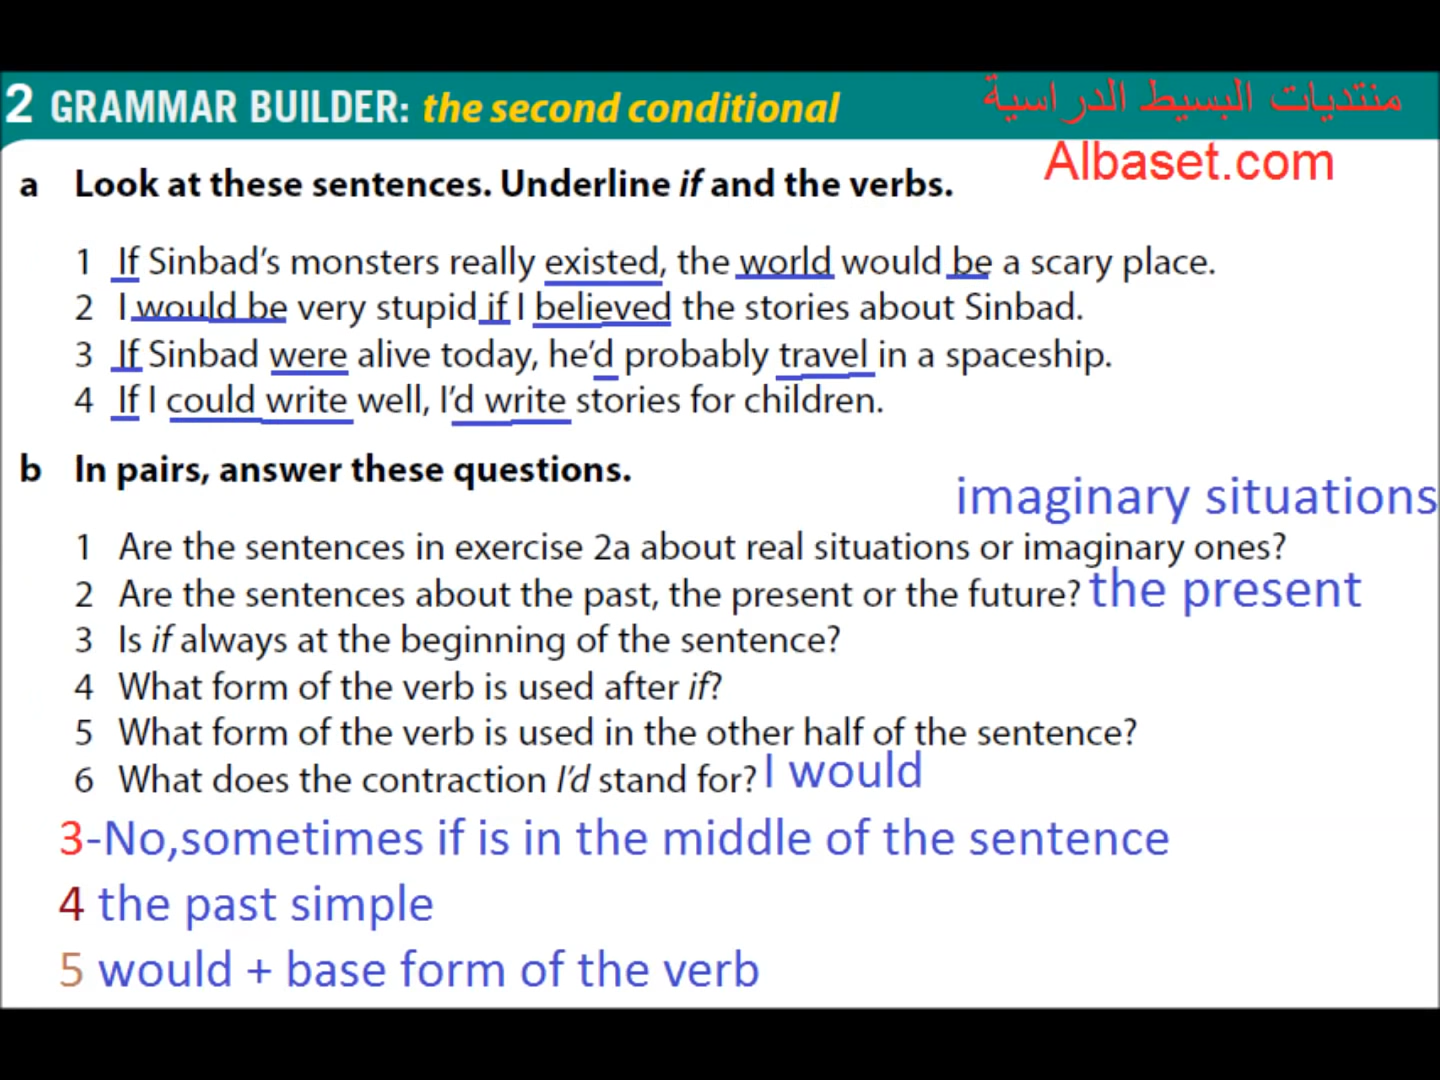 2 GRAMMAR BUILDER: the second conditional
منتديات البسيط الدراسية
Albaset.com
a Look at these sentences. Underline if and the verbs.
1 If Sinbad's monsters really existed, the world would be a scary place.
2 I would be very stupid if I believed the stories about Sinbad.
3 If Sinbad were alive today, he'd probably travel in a spaceship.
4 If I could write well, I'd write stories for children.
b In pairs, answer these questions.
imaginary situations
1 Are the sentences in exercise 2a about real situations or imaginary ones?
2 Are the sentences about the past, the present or the future? the present
3 Is if always at the beginning of the sentence?
4 What form of the verb is used after if?
5 What form of the verb is used in the other half of the sentence?
6 What does the contraction I'd stand for? I would
3-No,sometimes if is in the middle of the sentence
4 the past simple
5 would + base form of the verb